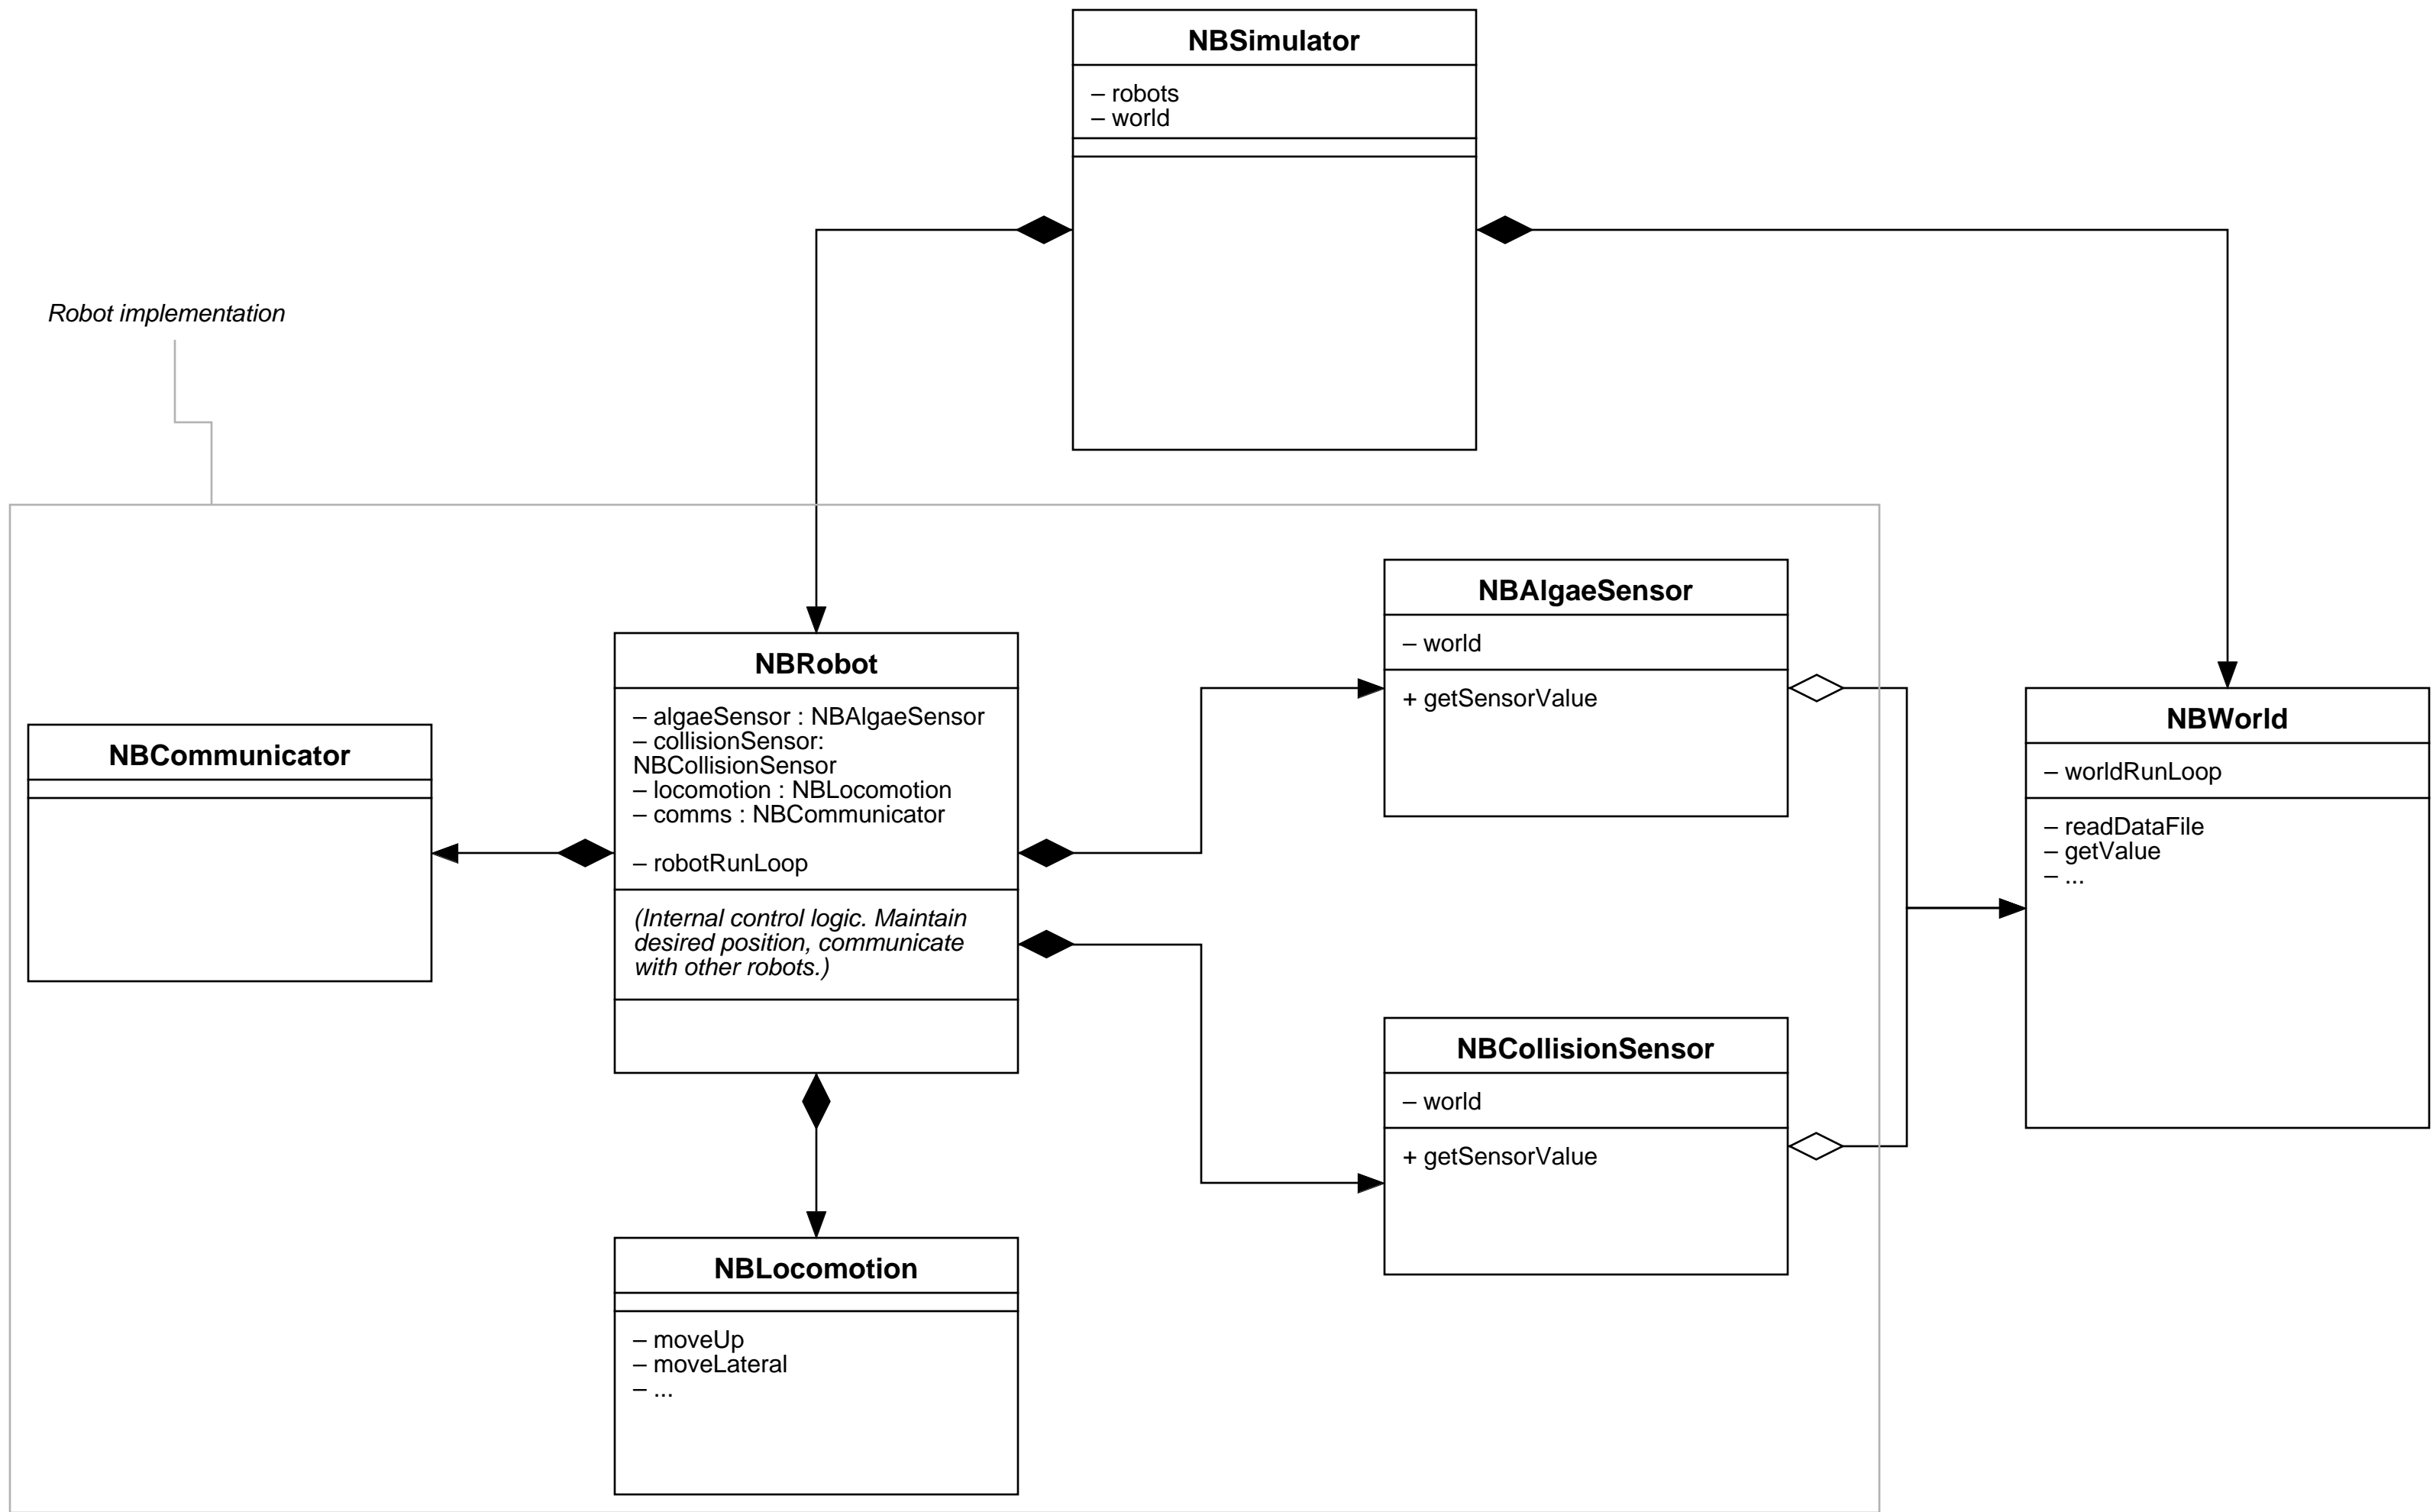 NBSimulator
– robots
– world
Robot implementation
NBAlgaeSensor
– world
+ getSensorValue
NBRobot
– algaeSensor : NBAlgaeSensor
– collisionSensor:
NBCollisionSensor
– locomotion : NBLocomotion
– comms : NBCommunicator
– robotRunLoop
(Internal control logic. Maintain
desired position, communicate
with other robots.)
NBWorld
– worldRunLoop
– readDataFile
– getValue
– ...
NBCommunicator
NBCollisionSensor
– world
+ getSensorValue
NBLocomotion
– moveUp
– moveLateral
– ...